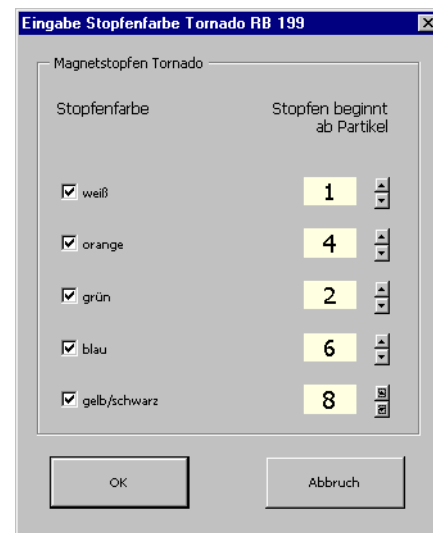 Eingabe Stopfenfarbe Tornado RB 199
Magnetstopfen Tornado
Stopfenfarbe
Stopfen beginnt
ab Partikel
weiß 1
orange 4
grün 2
blau 6
gelb/schwarz 8
OK Abbruch